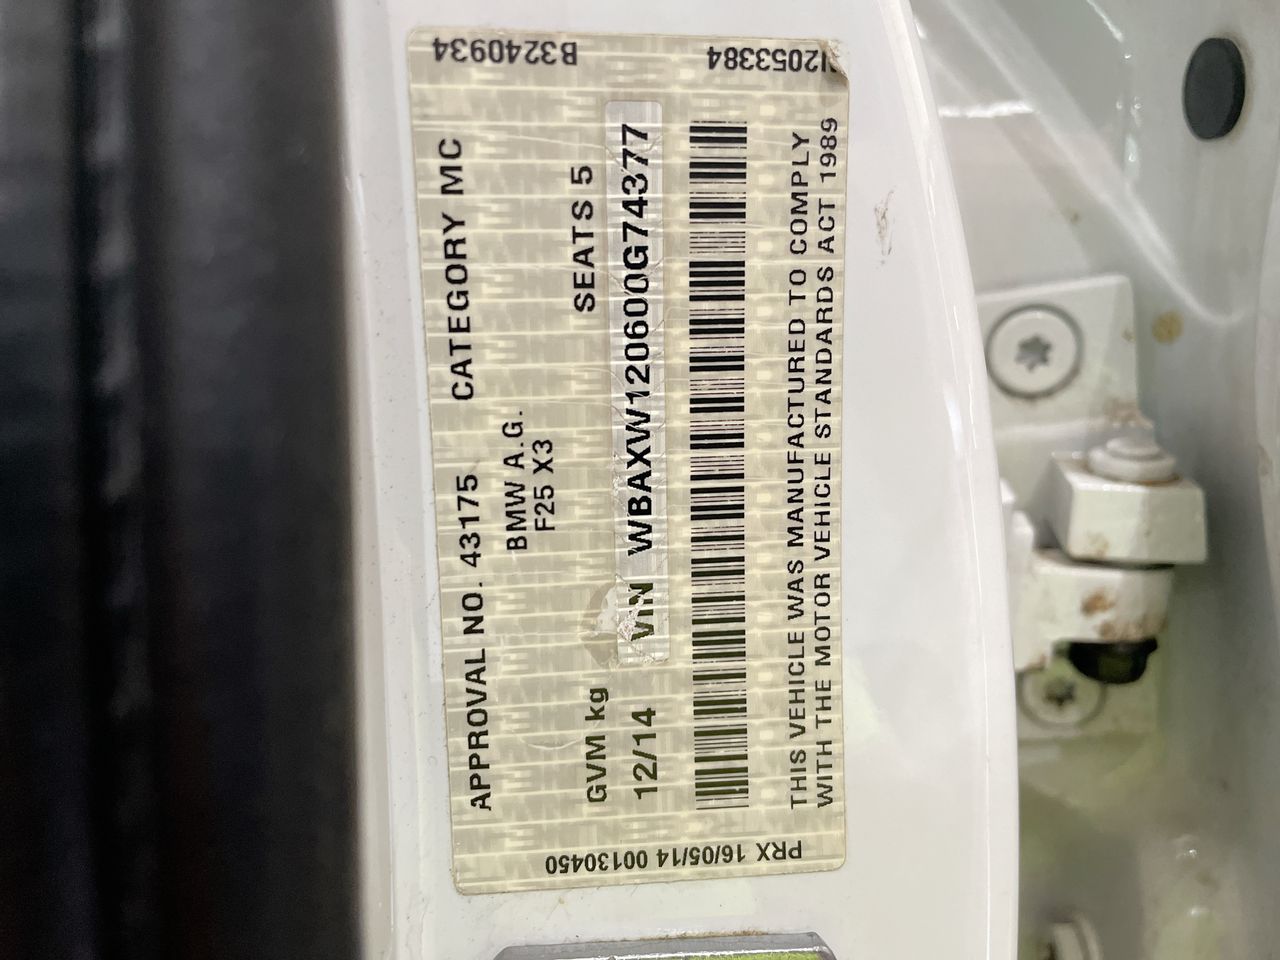 APPROVAL NO. 43175 CATEGORY MC
BMW A.G.
F25 X3
GVM kg SEATS 5
12/14 VIN WBAXW120600G74377
THIS VEHICLE WAS MANUFACTURED TO COMPLY
WITH THE MOTOR VEHICLE STANDARDS ACT 1989
PRX 16/05/14 00130450
B3240934
2053384